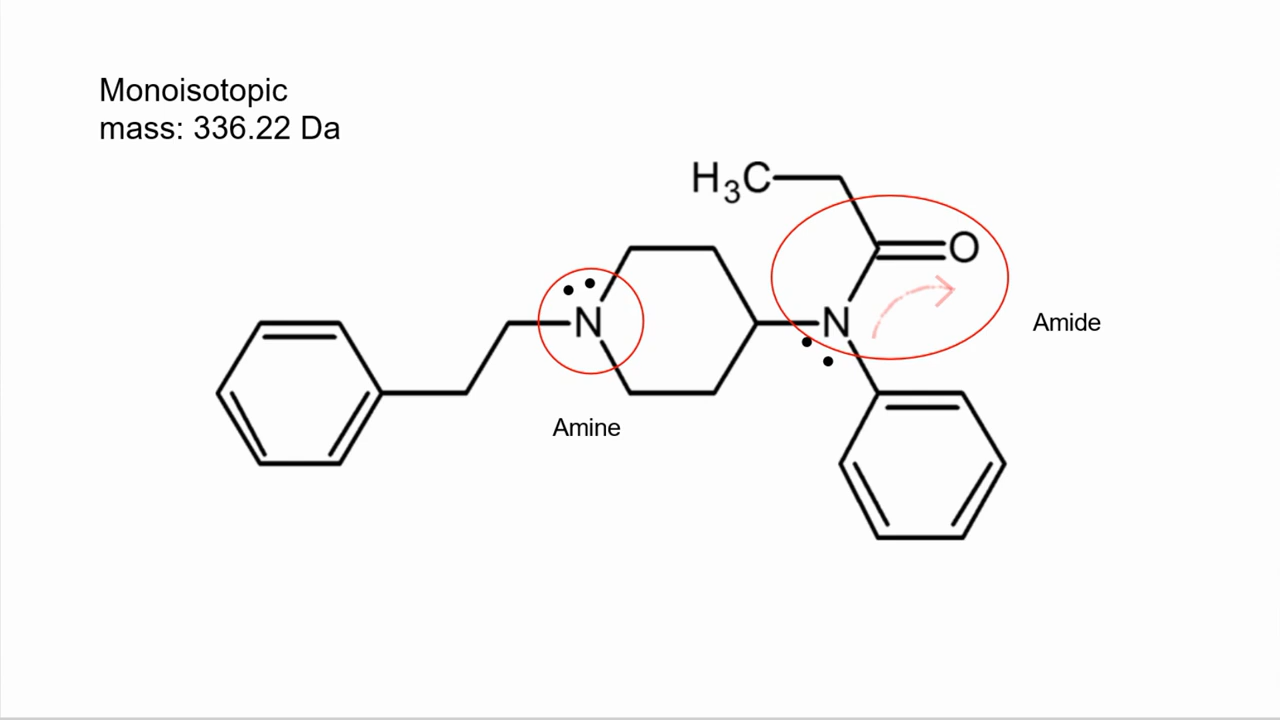 Monoisotopic
mass: 336.22 Da
H₃C
O
N
N
Amide
Amine